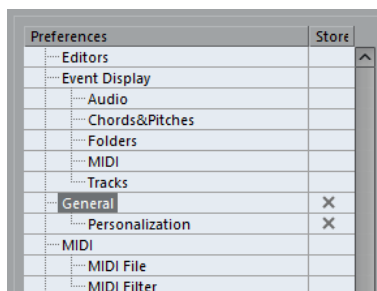 Preferences Store
Editors
Event Display
Audio
Chords&Pitches
Folders
MIDI
Tracks
General
Personalization
MIDI
MIDI File
MIDI Filter